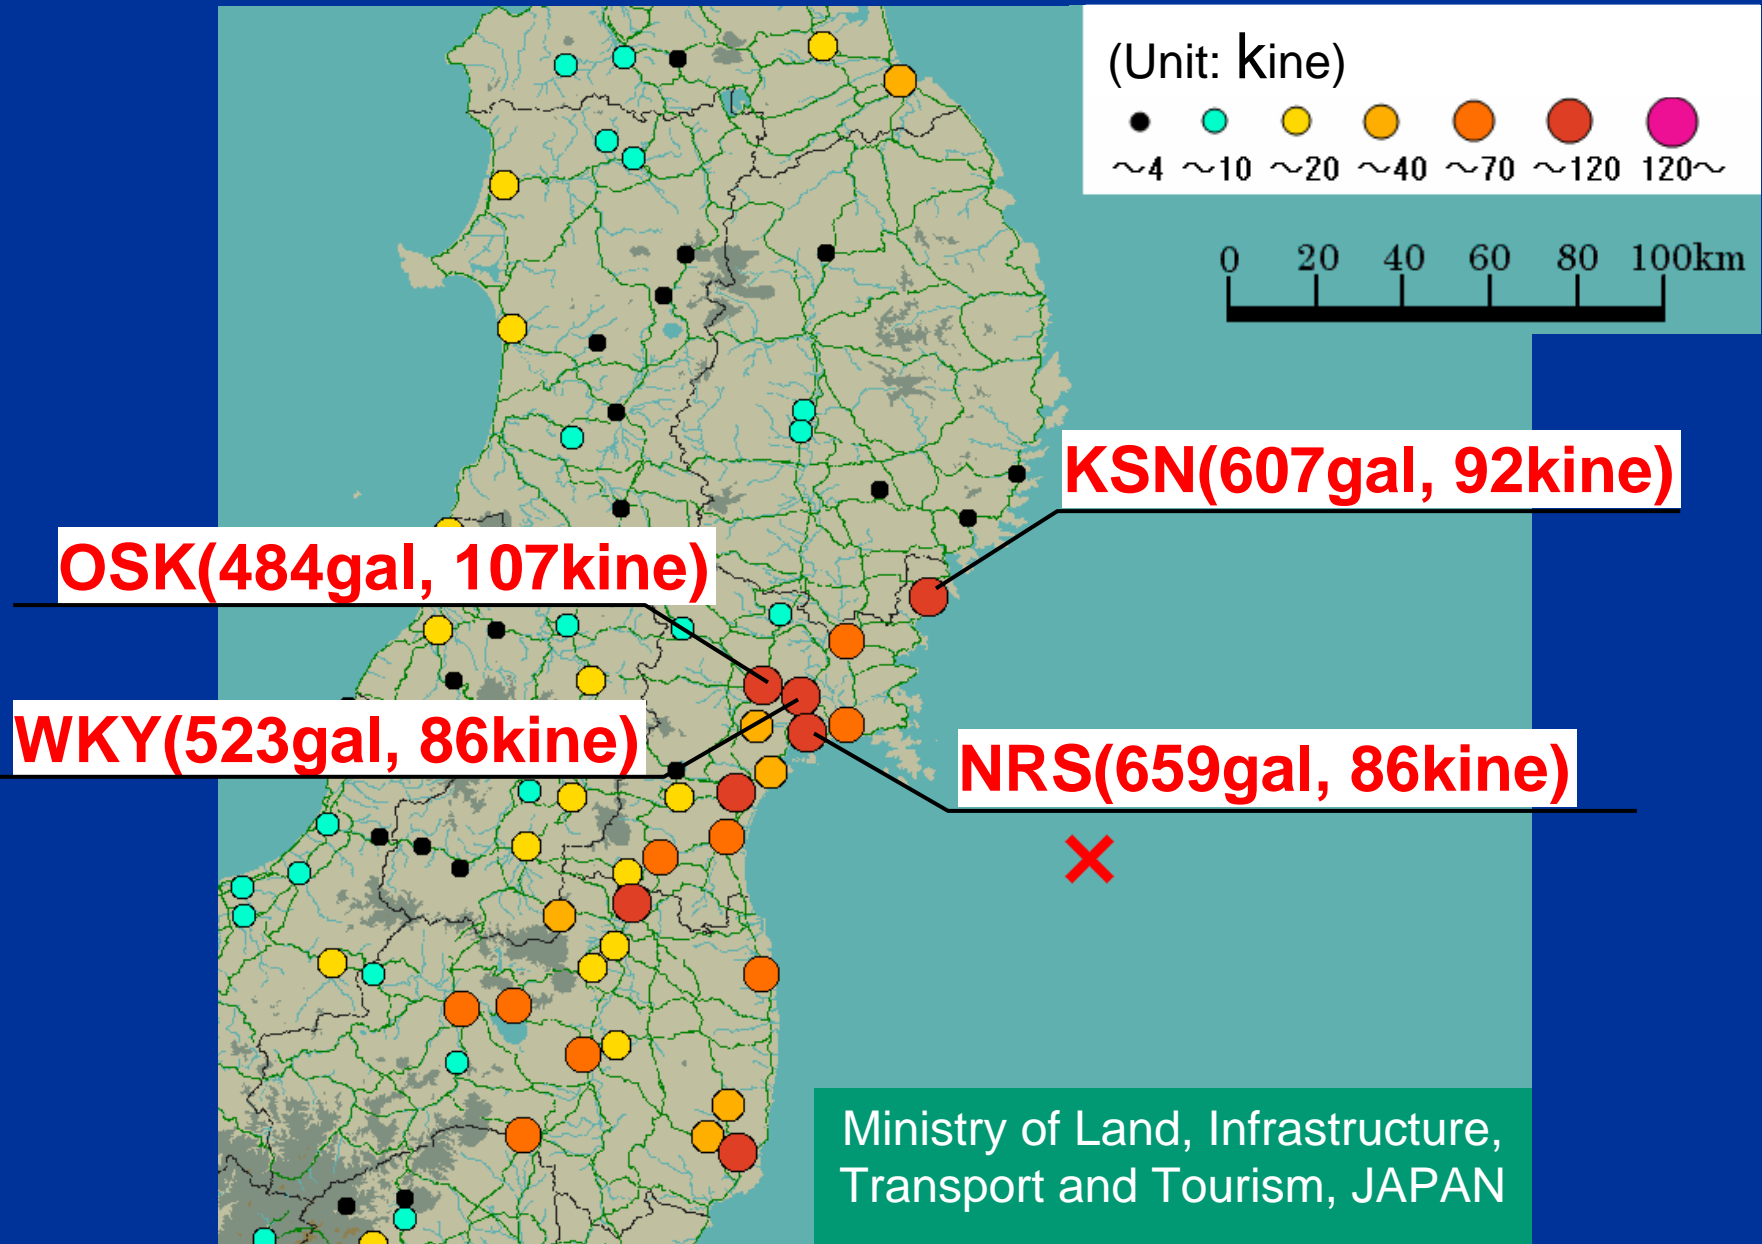 (Unit: kine)
～4 ～10 ～20 ～40 ～70 ～120 120～
0 20 40 60 80 100km
KSN(607gal, 92kine)
OSK(484gal, 107kine)
WKY(523gal, 86kine)
NRS(659gal, 86kine)
Ministry of Land, Infrastructure,
Transport and Tourism, JAPAN